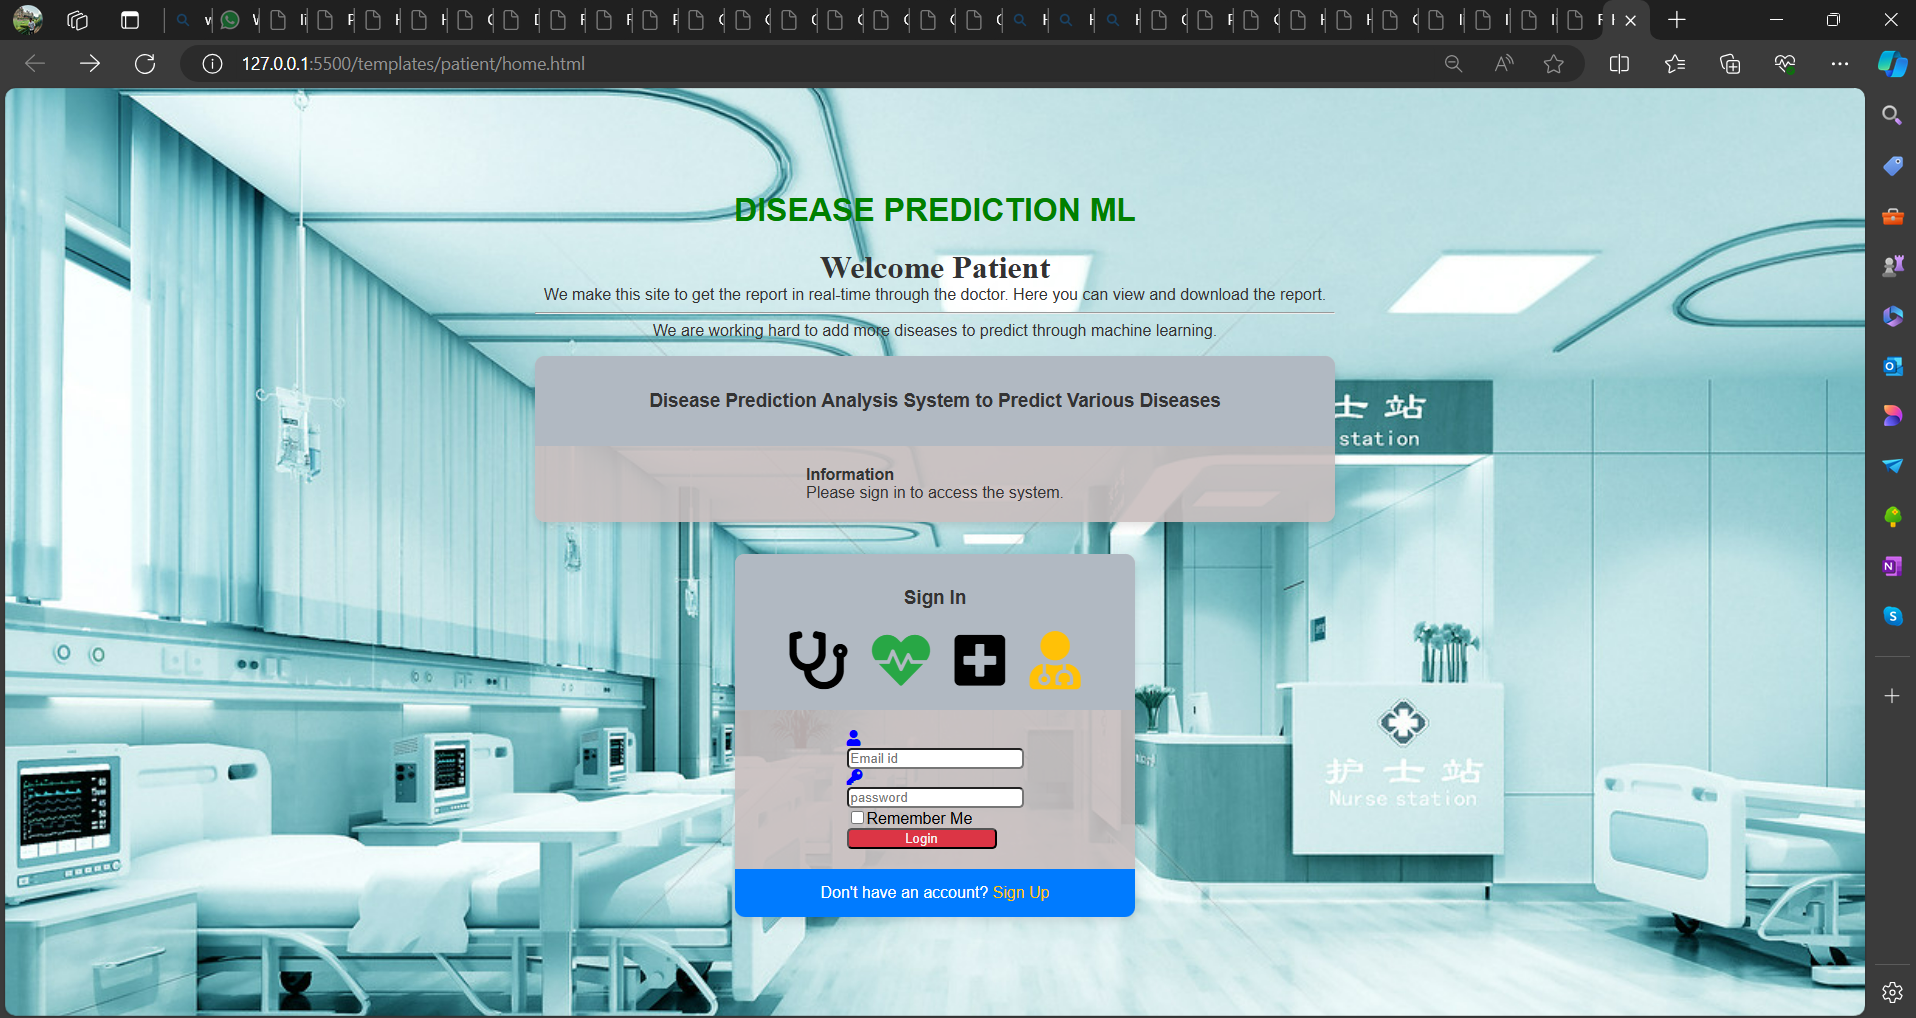 127.0.0.1:5500/templates/patient/home.html
DISEASE PREDICTION ML
Welcome Patient
We make this site to get the report in real-time through the doctor. Here you can view and download the report.
We are working hard to add more diseases to predict through machine learning.
Disease Prediction Analysis System to Predict Various Diseases
士 站
station
Information
Please sign in to access the system.
Sign In
Email id
password
Remember Me
Login
Don't have an account? Sign Up
护 士 站
Nurse station